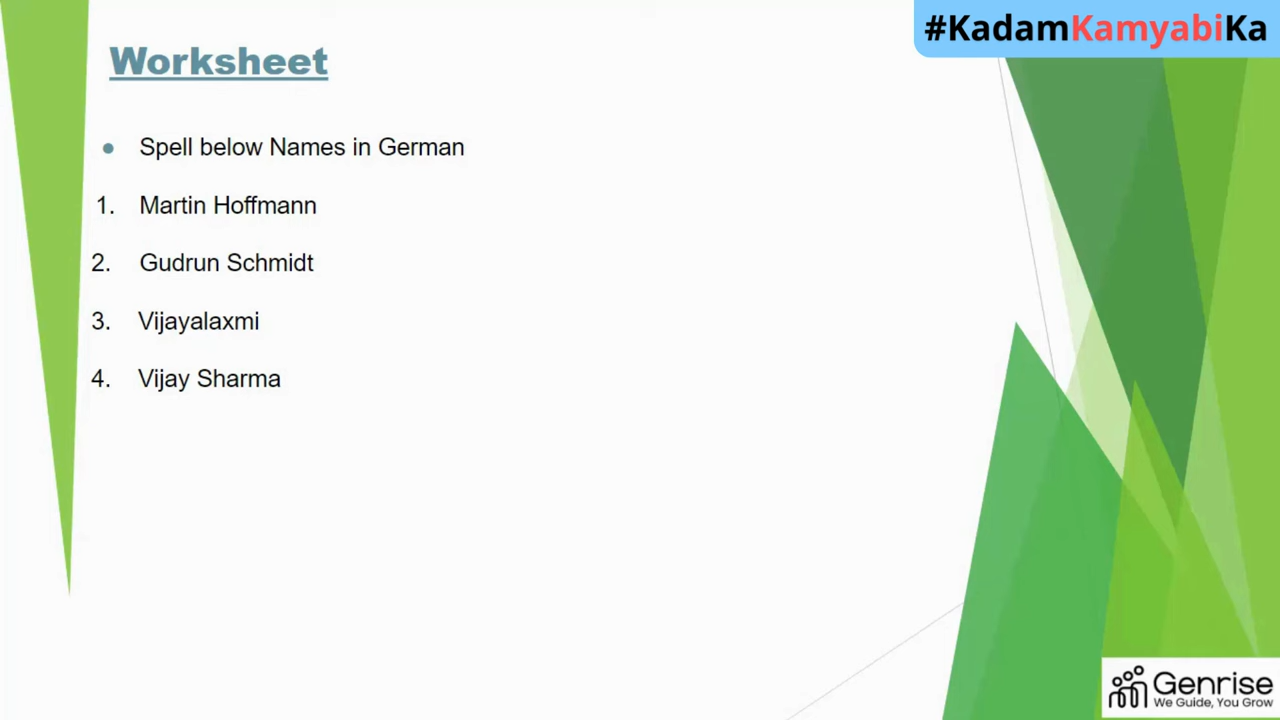 #KadamKamyabiKa
Worksheet
• Spell below Names in German
1. Martin Hoffmann
2. Gudrun Schmidt
3. Vijayalaxmi
4. Vijay Sharma
Genrise
We Guide, You Grow